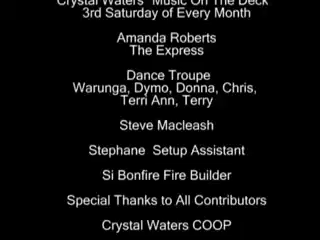 Crystal Waters "Music On The Deck"
3rd Saturday of Every Month
Amanda Roberts
The Express
Dance Troupe
Warunga, Dymo, Donna, Chris,
Terri Ann, Terry
Steve Macleash
Stephane  Setup Assistant
Si Bonfire Fire Builder
Special Thanks to All Contributors
Crystal Waters COOP